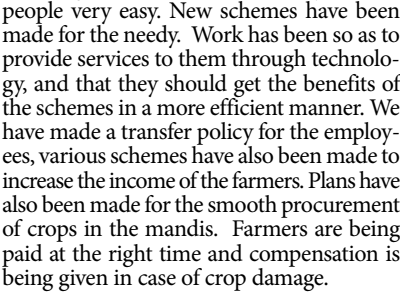 people very easy. New schemes have been
made for the needy. Work has been so as to
provide services to them through technolo-
gy, and that they should get the benefits of
the schemes in a more efficient manner. We
have made a transfer policy for the employ-
ees, various schemes have also been made to
increase the income of the farmers. Plans have
also been made for the smooth procurement
of crops in the mandis. Farmers are being
paid at the right time and compensation is
being given in case of crop damage.